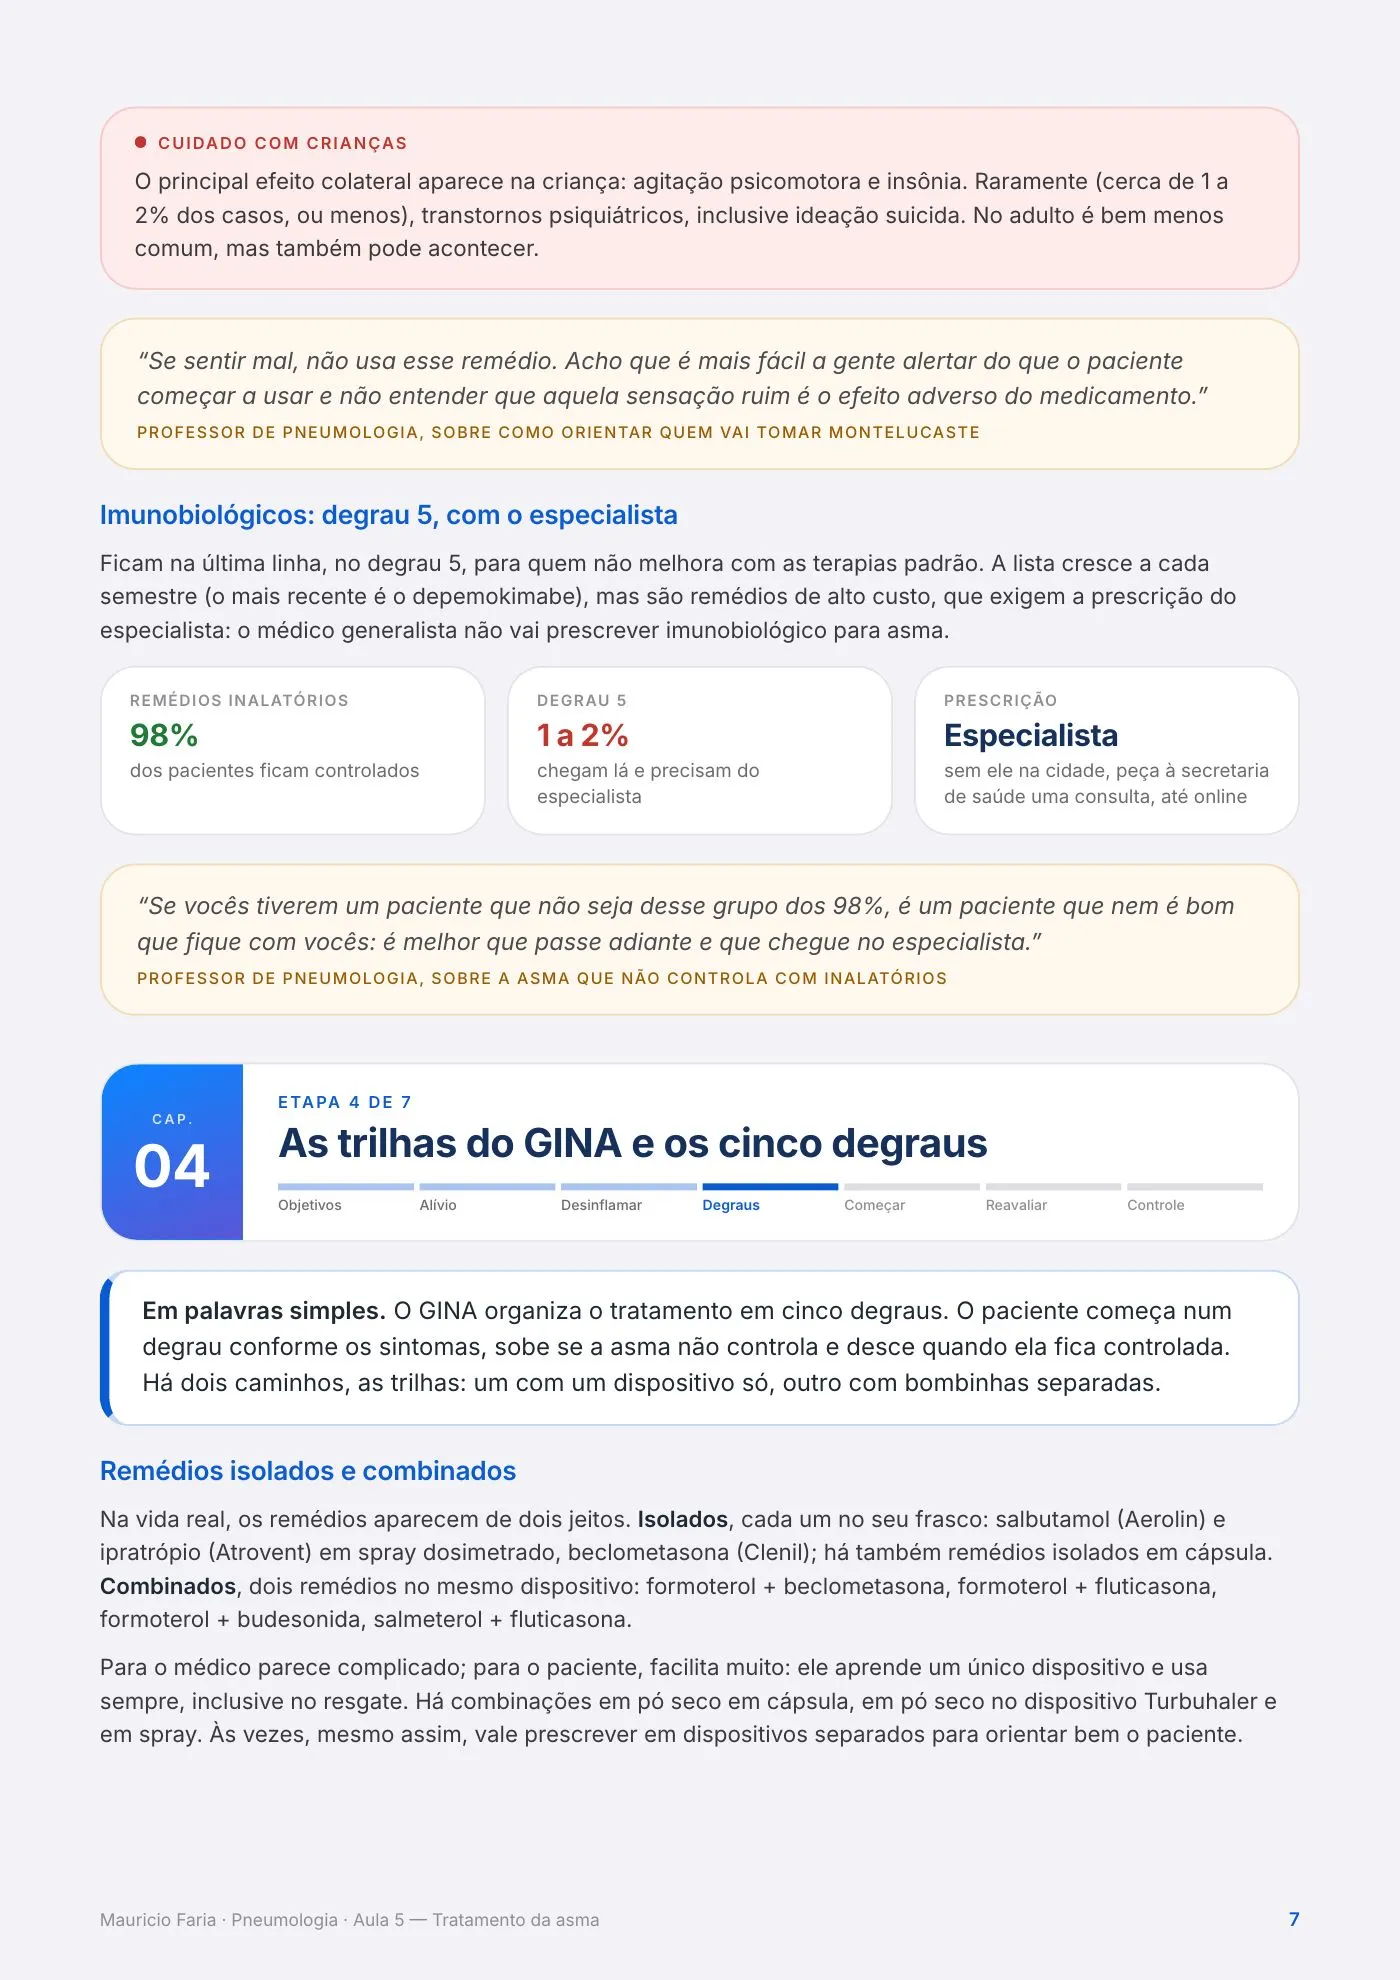 CUIDADO COM CRIANÇAS
O principal efeito colateral aparece na criança: agitação psicomotora e insônia. Raramente (cerca de 1 a
2% dos casos, ou menos), transtornos psiquiátricos, inclusive ideação suicida. No adulto é bem menos
comum, mas também pode acontecer.
“Se sentir mal, não usa esse remédio. Acho que é mais fácil a gente alertar do que o paciente
começar a usar e não entender que aquela sensação ruim é o efeito adverso do medicamento.”
PROFESSOR DE PNEUMOLOGIA, SOBRE COMO ORIENTAR QUEM VAI TOMAR MONTELUCASTE
Imunobiológicos: degrau 5, com o especialista
Ficam na última linha, no degrau 5, para quem não melhora com as terapias padrão. A lista cresce a cada
semestre (o mais recente é o depemokimabe), mas são remédios de alto custo, que exigem a prescrição do
especialista: o médico generalista não vai prescrever imunobiológico para asma.
REMÉDIOS INALATÓRIOS
98%
dos pacientes ficam controlados
DEGRAU 5
1 a 2%
chegam lá e precisam do
especialista
PRESCRIÇÃO
Especialista
sem ele na cidade, peça à secretaria
de saúde uma consulta, até online
“Se vocês tiverem um paciente que não seja desse grupo dos 98%, é um paciente que nem é bom
que fique com vocês: é melhor que passe adiante e que chegue no especialista.”
PROFESSOR DE PNEUMOLOGIA, SOBRE A ASMA QUE NÃO CONTROLA COM INALATÓRIOS
CAP.
04
ETAPA 4 DE 7
As trilhas do GINA e os cinco degraus
Objetivos Alívio Desinflamar Degraus Começar Reavaliar Controle
Em palavras simples. O GINA organiza o tratamento em cinco degraus. O paciente começa num
degrau conforme os sintomas, sobe se a asma não controla e desce quando ela fica controlada.
Há dois caminhos, as trilhas: um com um dispositivo só, outro com bombinhas separadas.
Remédios isolados e combinados
Na vida real, os remédios aparecem de dois jeitos. Isolados, cada um no seu frasco: salbutamol (Aerolin) e
ipratrópio (Atrovent) em spray dosimetrado, beclometasona (Clenil); há também remédios isolados em cápsula.
Combinados, dois remédios no mesmo dispositivo: formoterol + beclometasona, formoterol + fluticasona,
formoterol + budesonida, salmeterol + fluticasona.
Para o médico parece complicado; para o paciente, facilita muito: ele aprende um único dispositivo e usa
sempre, inclusive no resgate. Há combinações em pó seco em cápsula, em pó seco no dispositivo Turbuhaler e
em spray. Às vezes, mesmo assim, vale prescrever em dispositivos separados para orientar bem o paciente.
Mauricio Faria · Pneumologia · Aula 5 — Tratamento da asma
7